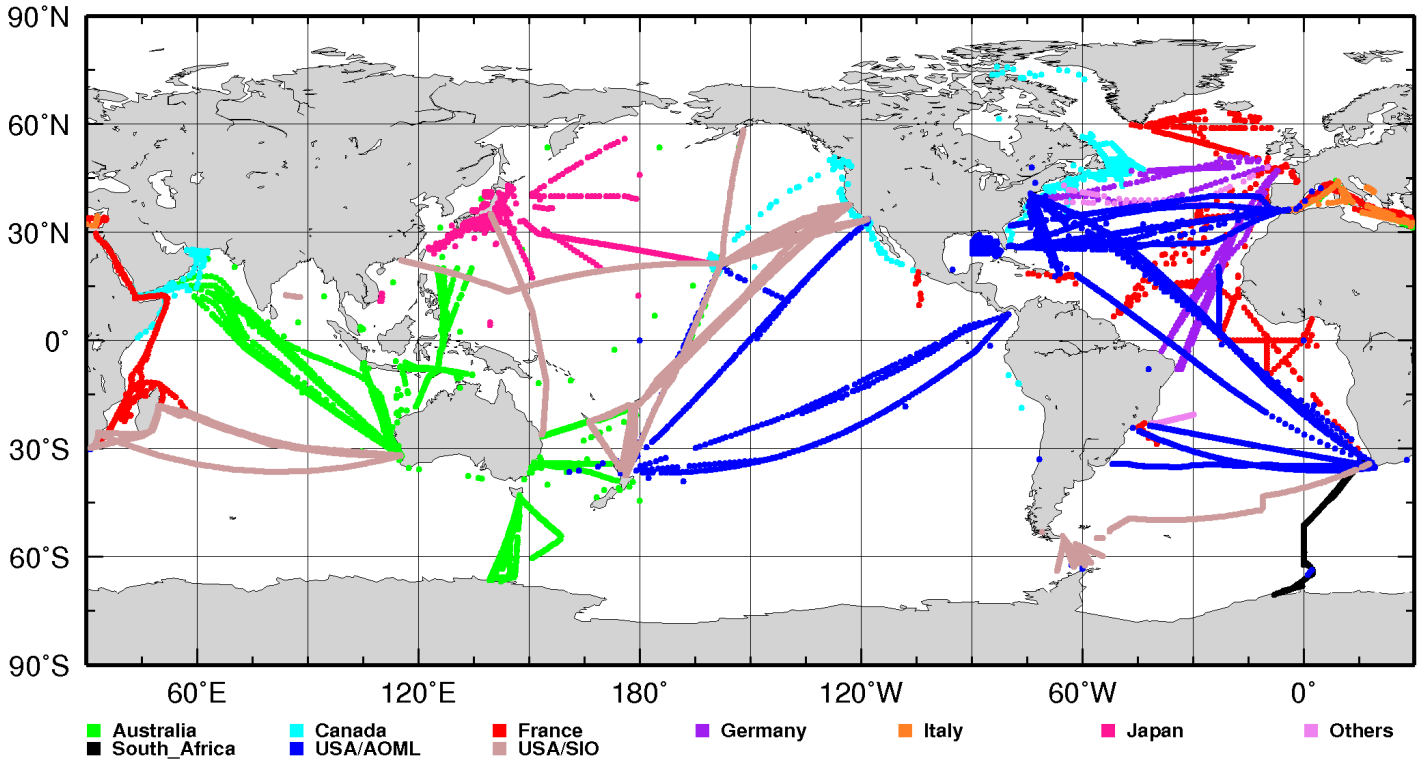 90°N
60°N
30°N
0°
30°S
60°S
90°S
60°E 120°E 180° 120°W 60°W 0°
Australia Canada France Germany Italy Japan Others
South_Africa USA/AOML USA/SIO